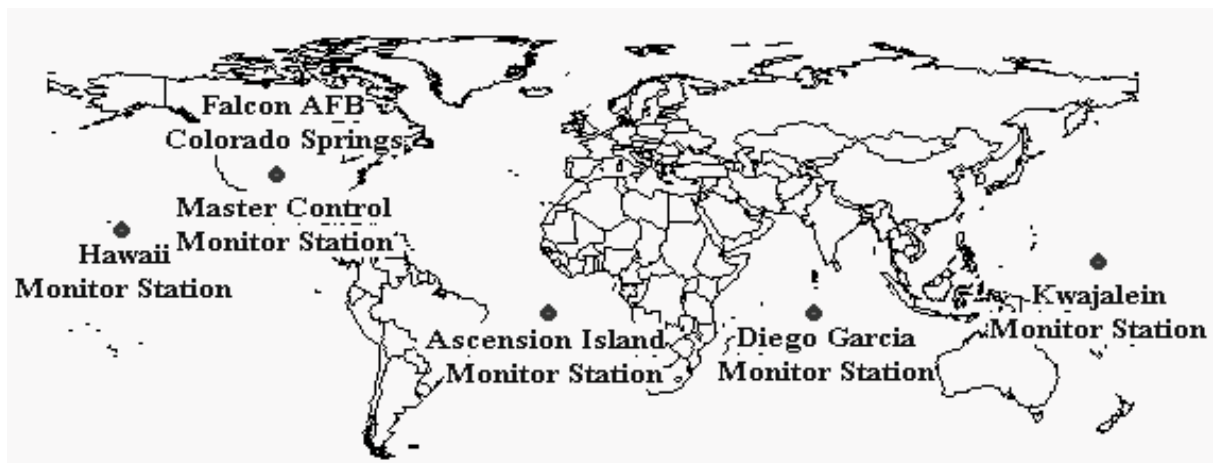 Falcon AFB
Colorado Springs
Master Control
Monitor Station
Hawaii
Monitor Station
Ascension Island
Monitor Station
Diego Garcia
Monitor Station
Kwajalein
Monitor Station